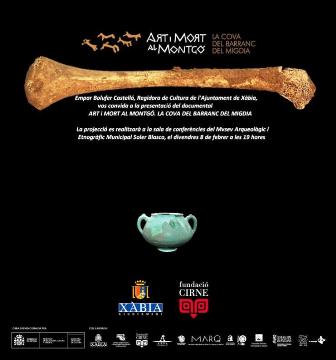 ART I MORT
AL MONTGÓ
LA COVA
DEL BARRANC
DEL MIGDIA
Empar Bolufer Castelló, Regidora de Cultura de l'Ajuntament de Xàbia,
vos convida a la presentació del documental
ART i MORT AL MONTGÓ. LA COVA DEL BARRANC DEL MIGDIA
La projecció es realitzarà a la sala de conferències del Museu Arqueològic i
Etnogràfic Municipal Soler Blasco, el divendres 8 de febrer a les 19 hores
XÀBIA
AJUNTAMENT
fundació
CIRNE
MARQ